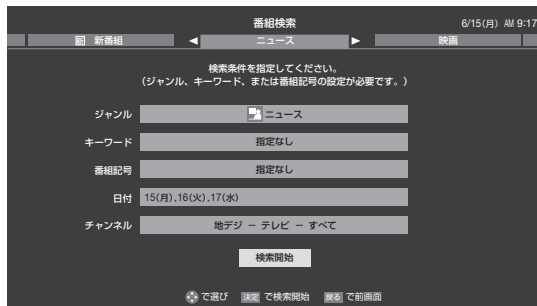 番組検索
6/15(月) AM 9:17
新 新番組 ◀ ニュース ▶ 映画
検索条件を指定してください。
(ジャンル、キーワード、または番組記号の設定が必要です。)
ジャンル ニュース
キーワード 指定なし
番組記号 指定なし
日付 15(月),16(火),17(水)
チャンネル 地デジ － テレビ － すべて
検索開始
で選び 決定 で検索開始 戻る で前画面